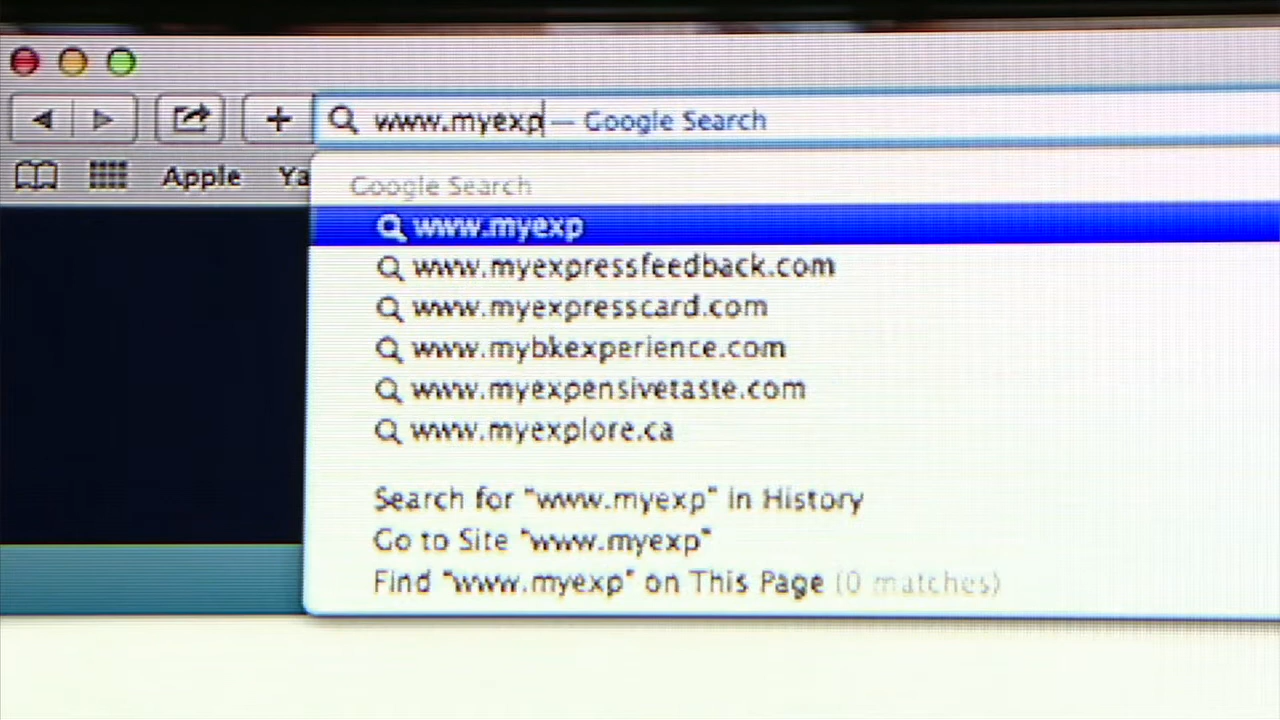 www.myexp — Google Search
Apple Ya
Google Search
www.myexp
www.myexpressfeedback.com
www.myexpresscard.com
www.mybkexperience.com
www.myexpensivetaste.com
www.myexplore.ca
Search for "www.myexp" in History
Go to Site "www.myexp"
Find "www.myexp" on This Page (0 matches)